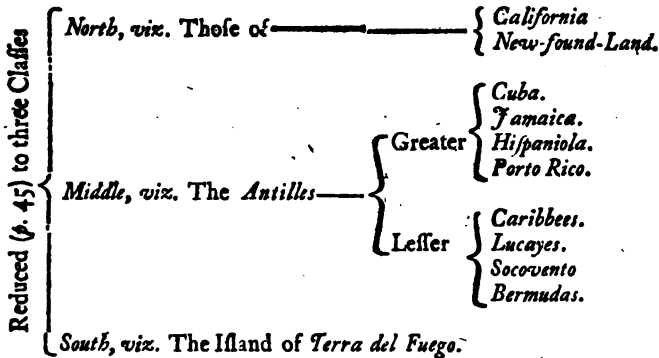 Reduced (p. 45) to three Claſſes
North, viz. Thoſe of
California
New-found-Land.
Middle, viz. The Antilles
Greater
Cuba.
Jamaica.
Hiſpaniola.
Porto Rico.
Leſſer
Caribbees.
Lucayes.
Socovento
Bermudas.
South, viz. The Iſland of Terra del Fuego.